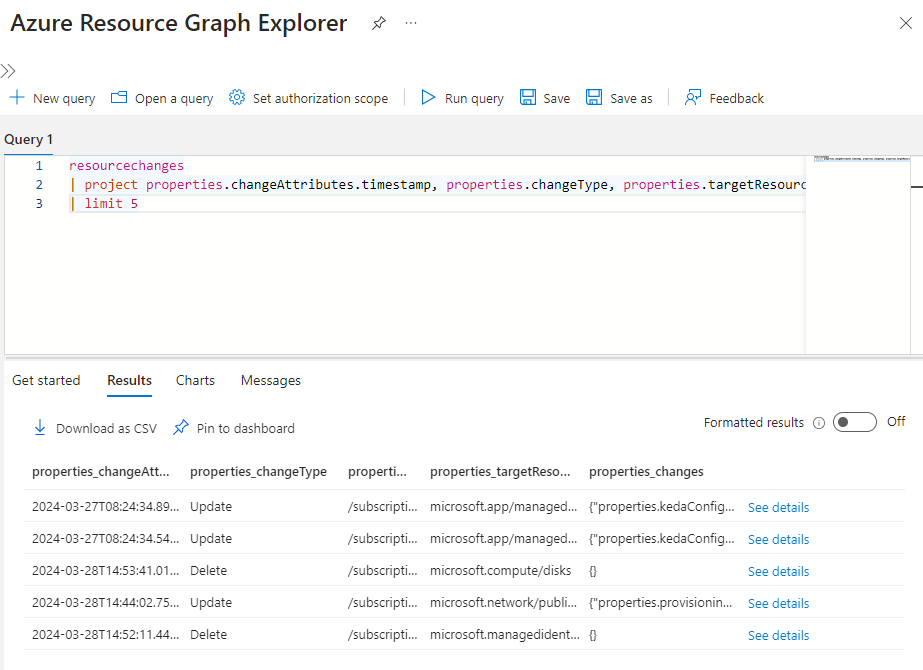 Azure Resource Graph Explorer
New query Open a query Set authorization scope Run query Save Save as Feedback
Query 1
1 resourcechanges
2 | project properties.changeAttributes.timestamp, properties.changeType, properties.targetResourc
3 | limit 5
Get started Results Charts Messages
Download as CSV Pin to dashboard Formatted results Off
properties_changeAtt... properties_changeType properti... properties_targetReso... properties_changes
2024-03-27T08:24:34.89... Update /subscripti... microsoft.app/managed... {"properties.kedaConfig... See details
2024-03-27T08:24:34.54... Update /subscripti... microsoft.app/managed... {"properties.kedaConfig... See details
2024-03-28T14:53:41.01... Delete /subscripti... microsoft.compute/disks {} See details
2024-03-28T14:44:02.75... Update /subscripti... microsoft.network/publi... {"properties.provisionin... See details
2024-03-28T14:52:11.44... Delete /subscripti... microsoft.managedident... {} See details